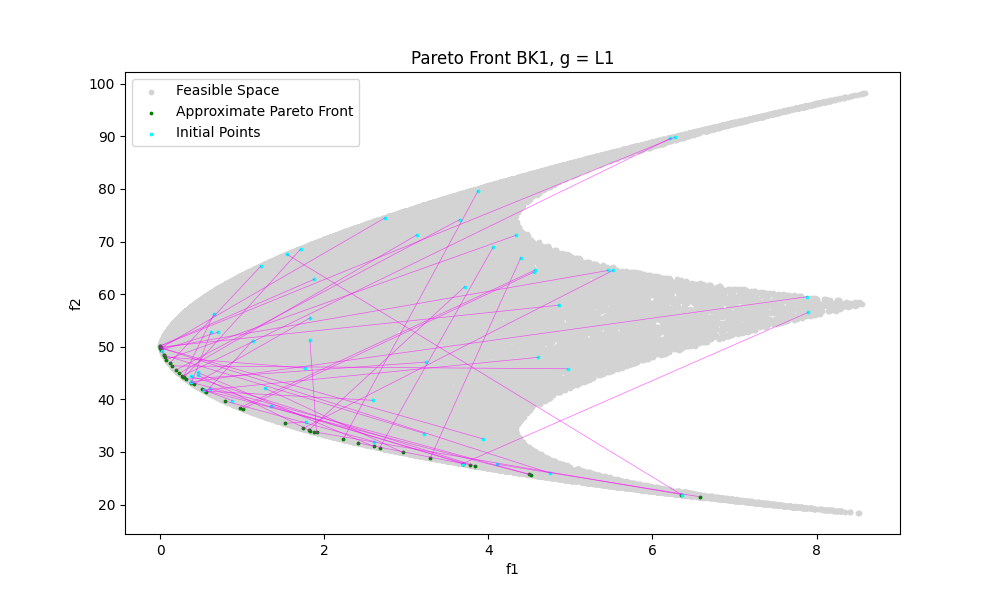 Pareto Front BK1, g = L1
Feasible Space
Approximate Pareto Front
Initial Points
100
90
80
70
60
50
40
30
20
f2
0 2 4 6 8
f1